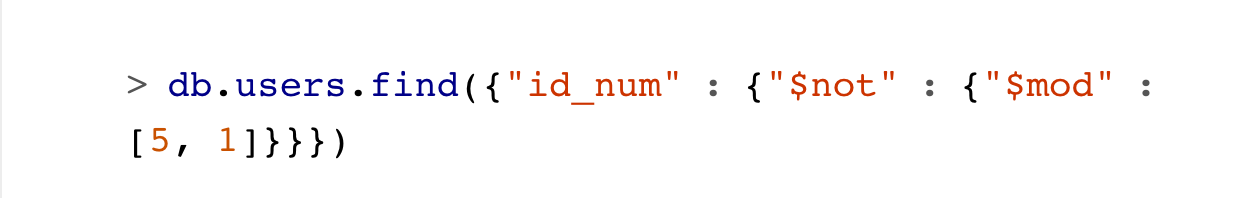 > db.users.find({"id_num" : {"$not" : {"$mod" :
[5, 1]}}})